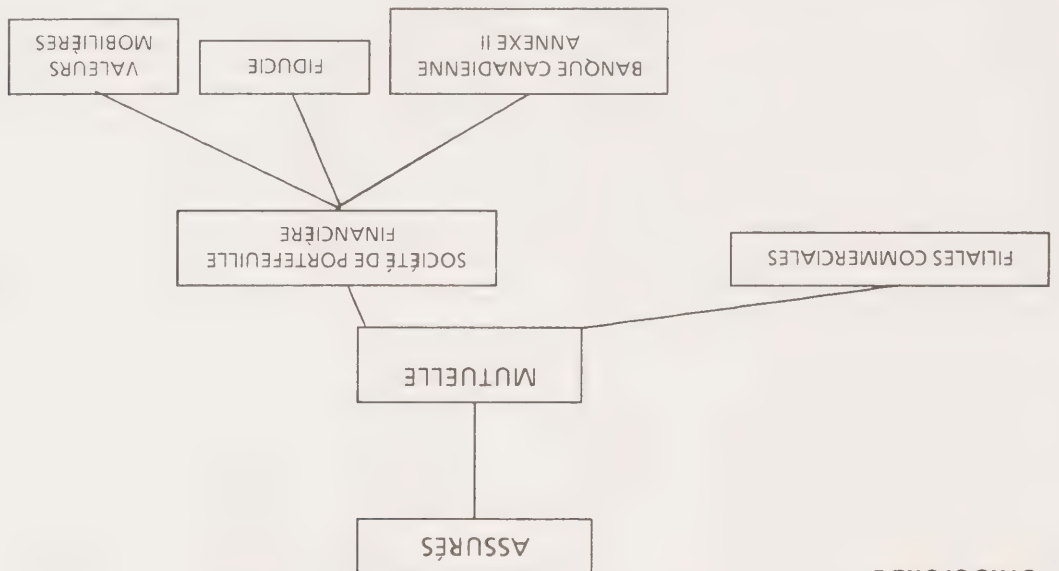 ASSURÉS
MUTUELLE
FILIALES COMMERCIALES
SOCIÉTÉ DE PORTEFEUILLE
FINANCIÈRE
BANQUE CANADIENNE
ANNEXE II
FIDUCIE
VALEURS
MOBILIÈRES